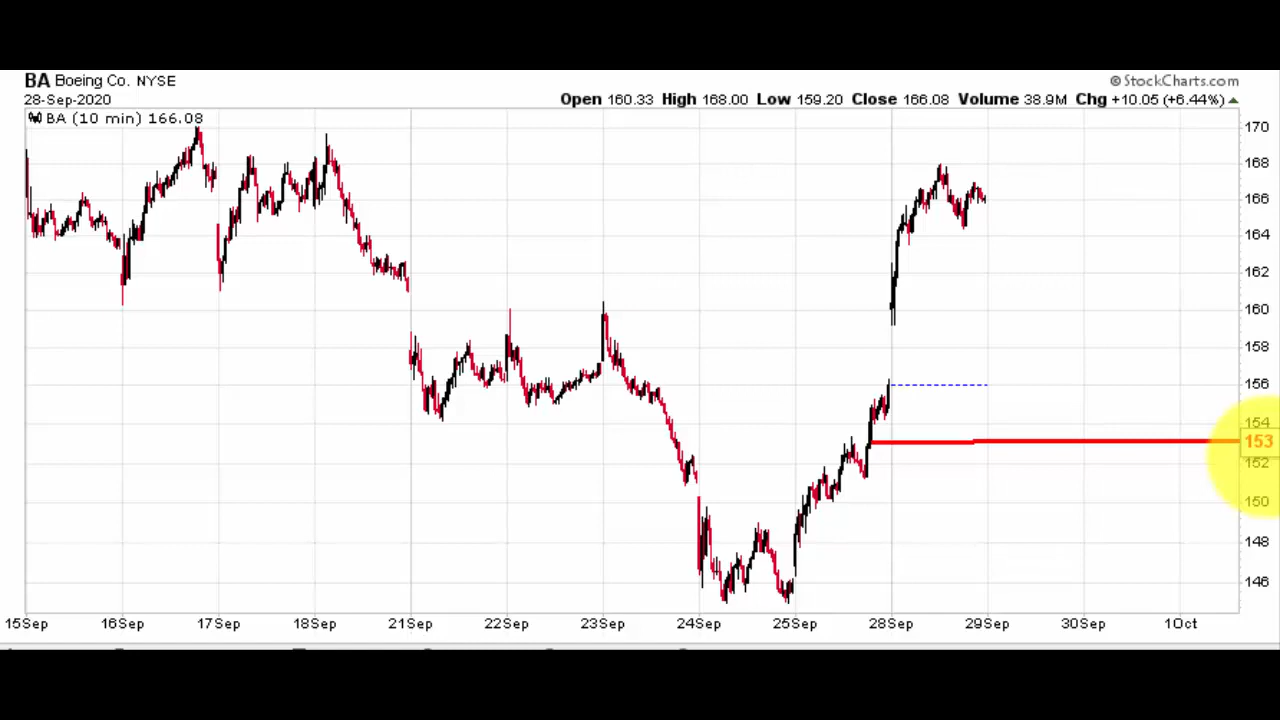 BA Boeing Co. NYSE
© StockCharts.com
28-Sep-2020
Open 160.33 High 168.00 Low 159.20 Close 166.08 Volume 38.9M Chg +10.05 (+6.44%)
BA (10 min) 166.08
170
168
166
164
162
160
158
156
154
153
152
150
148
146
15Sep 16Sep 17Sep 18Sep 21Sep 22Sep 23Sep 24Sep 25Sep 28Sep 29Sep 30Sep 1Oct